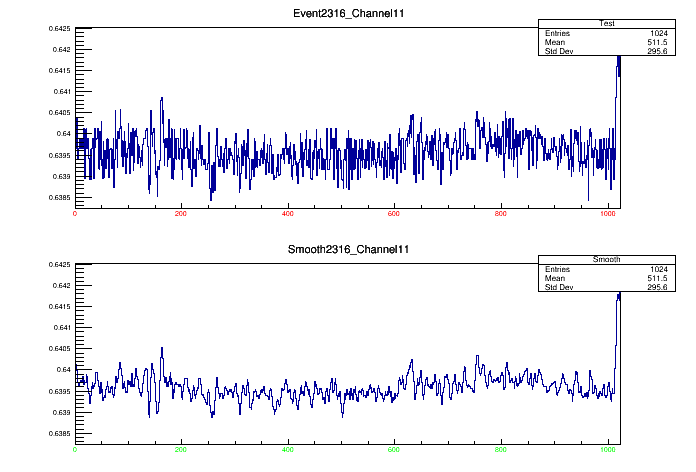 Event2316_Channel11
Test
Entries 1024
Mean 511.5
Std Dev 295.6
0.6425
0.642
0.6415
0.641
0.6405
0.64
0.6395
0.639
0.6385
0 200 400 600 800 1000
Smooth2316_Channel11
Smooth
Entries 1024
Mean 511.5
Std Dev 295.6
0.6425
0.642
0.6415
0.641
0.6405
0.64
0.6395
0.639
0.6385
0 200 400 600 800 1000